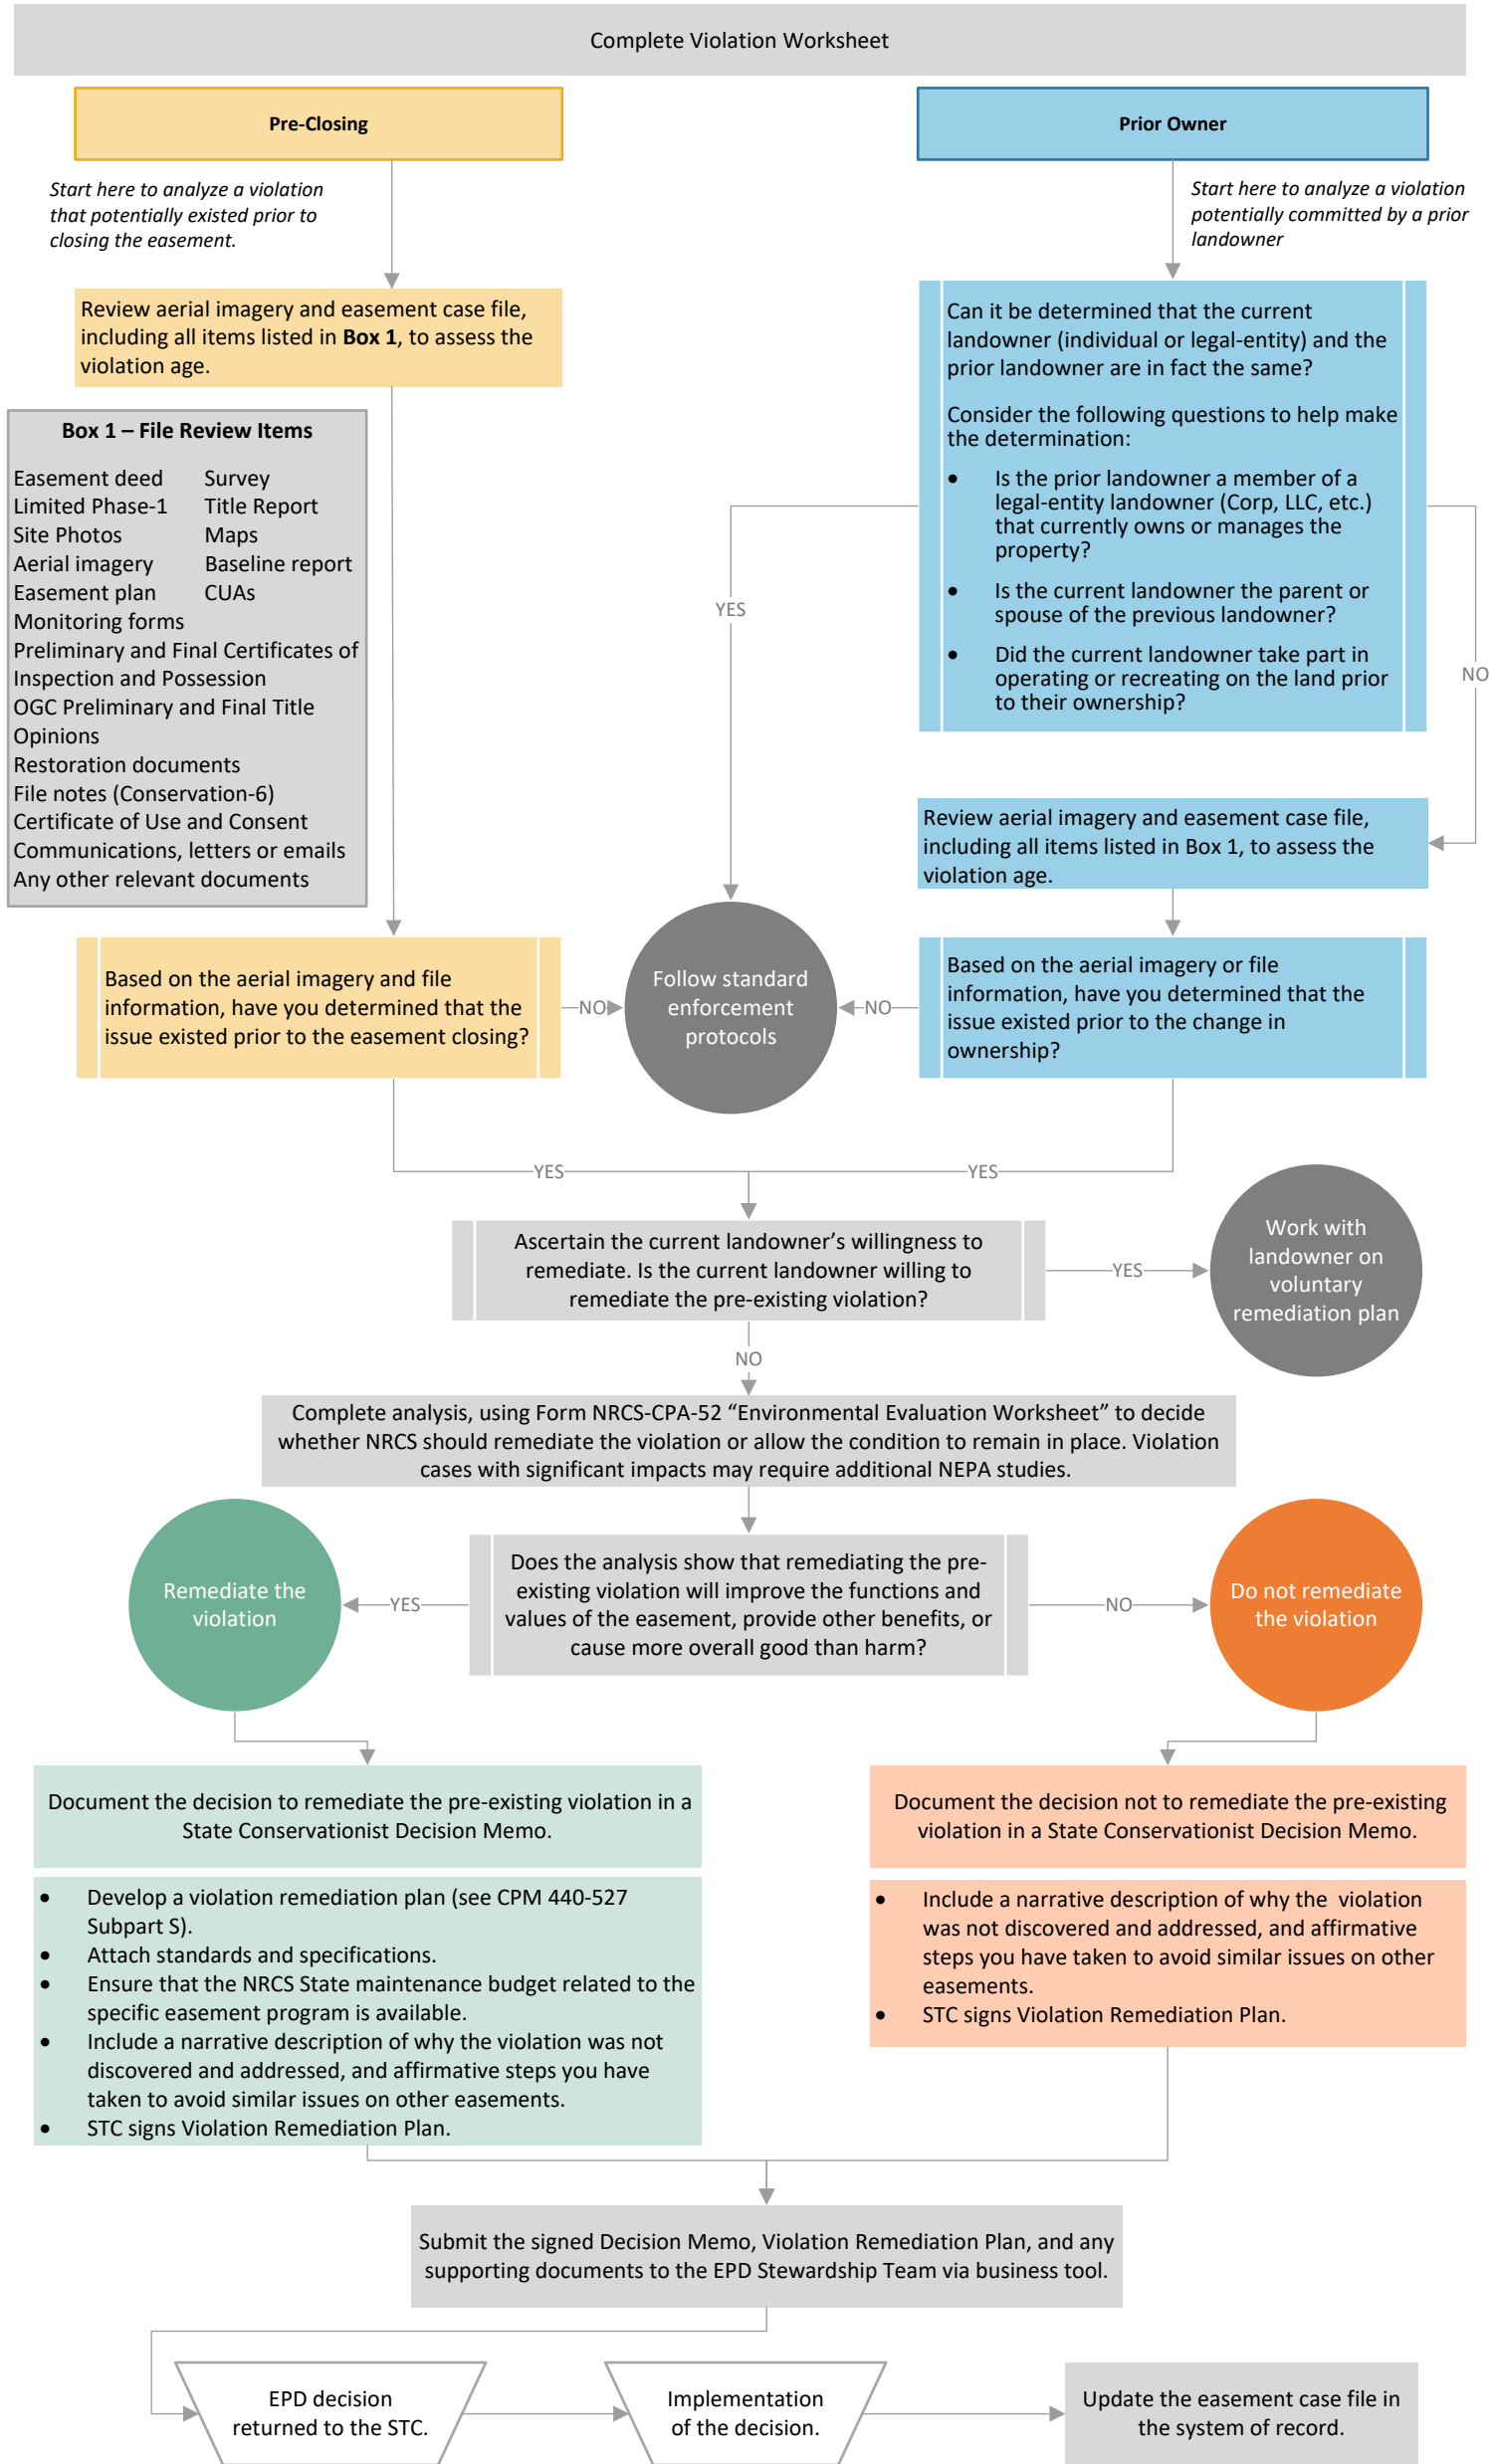 Complete Violation Worksheet
Pre-Closing
Prior Owner
Start here to analyze a violation
that potentially existed prior to
closing the easement.
Start here to analyze a violation
potentially committed by a prior
landowner
Review aerial imagery and easement case file,
including all items listed in Box 1, to assess the
violation age.
Box 1 – File Review Items
Easement deed Survey
Limited Phase-1 Title Report
Site Photos Maps
Aerial imagery Baseline report
Easement plan CUAs
Monitoring forms
Preliminary and Final Certificates of
Inspection and Possession
OGC Preliminary and Final Title
Opinions
Restoration documents
File notes (Conservation-6)
Certificate of Use and Consent
Communications, letters or emails
Any other relevant documents
Can it be determined that the current
landowner (individual or legal-entity) and the
prior landowner are in fact the same?
Consider the following questions to help make
the determination:
• Is the prior landowner a member of a
legal-entity landowner (Corp, LLC, etc.)
that currently owns or manages the
property?
• Is the current landowner the parent or
spouse of the previous landowner?
• Did the current landowner take part in
operating or recreating on the land prior
to their ownership?
YES
NO
Review aerial imagery and easement case file,
including all items listed in Box 1, to assess the
violation age.
Based on the aerial imagery and file
information, have you determined that the
issue existed prior to the easement closing?
NO
Follow standard
enforcement
protocols
NO
Based on the aerial imagery or file
information, have you determined that the
issue existed prior to the change in
ownership?
YES
YES
Ascertain the current landowner’s willingness to
remediate. Is the current landowner willing to
remediate the pre-existing violation?
YES
Work with
landowner on
voluntary
remediation plan
NO
Complete analysis, using Form NRCS-CPA-52 “Environmental Evaluation Worksheet” to decide
whether NRCS should remediate the violation or allow the condition to remain in place. Violation
cases with significant impacts may require additional NEPA studies.
Remediate the
violation
YES
Does the analysis show that remediating the pre-
existing violation will improve the functions and
values of the easement, provide other benefits, or
cause more overall good than harm?
NO
Do not remediate
the violation
Document the decision to remediate the pre-existing violation in a
State Conservationist Decision Memo.
• Develop a violation remediation plan (see CPM 440-527
Subpart S).
• Attach standards and specifications.
• Ensure that the NRCS State maintenance budget related to the
specific easement program is available.
• Include a narrative description of why the violation was not
discovered and addressed, and affirmative steps you have
taken to avoid similar issues on other easements.
• STC signs Violation Remediation Plan.
Document the decision not to remediate the pre-existing
violation in a State Conservationist Decision Memo.
• Include a narrative description of why the violation
was not discovered and addressed, and affirmative
steps you have taken to avoid similar issues on other
easements.
• STC signs Violation Remediation Plan.
Submit the signed Decision Memo, Violation Remediation Plan, and any
supporting documents to the EPD Stewardship Team via business tool.
EPD decision
returned to the STC.
Implementation
of the decision.
Update the easement case file in
the system of record.